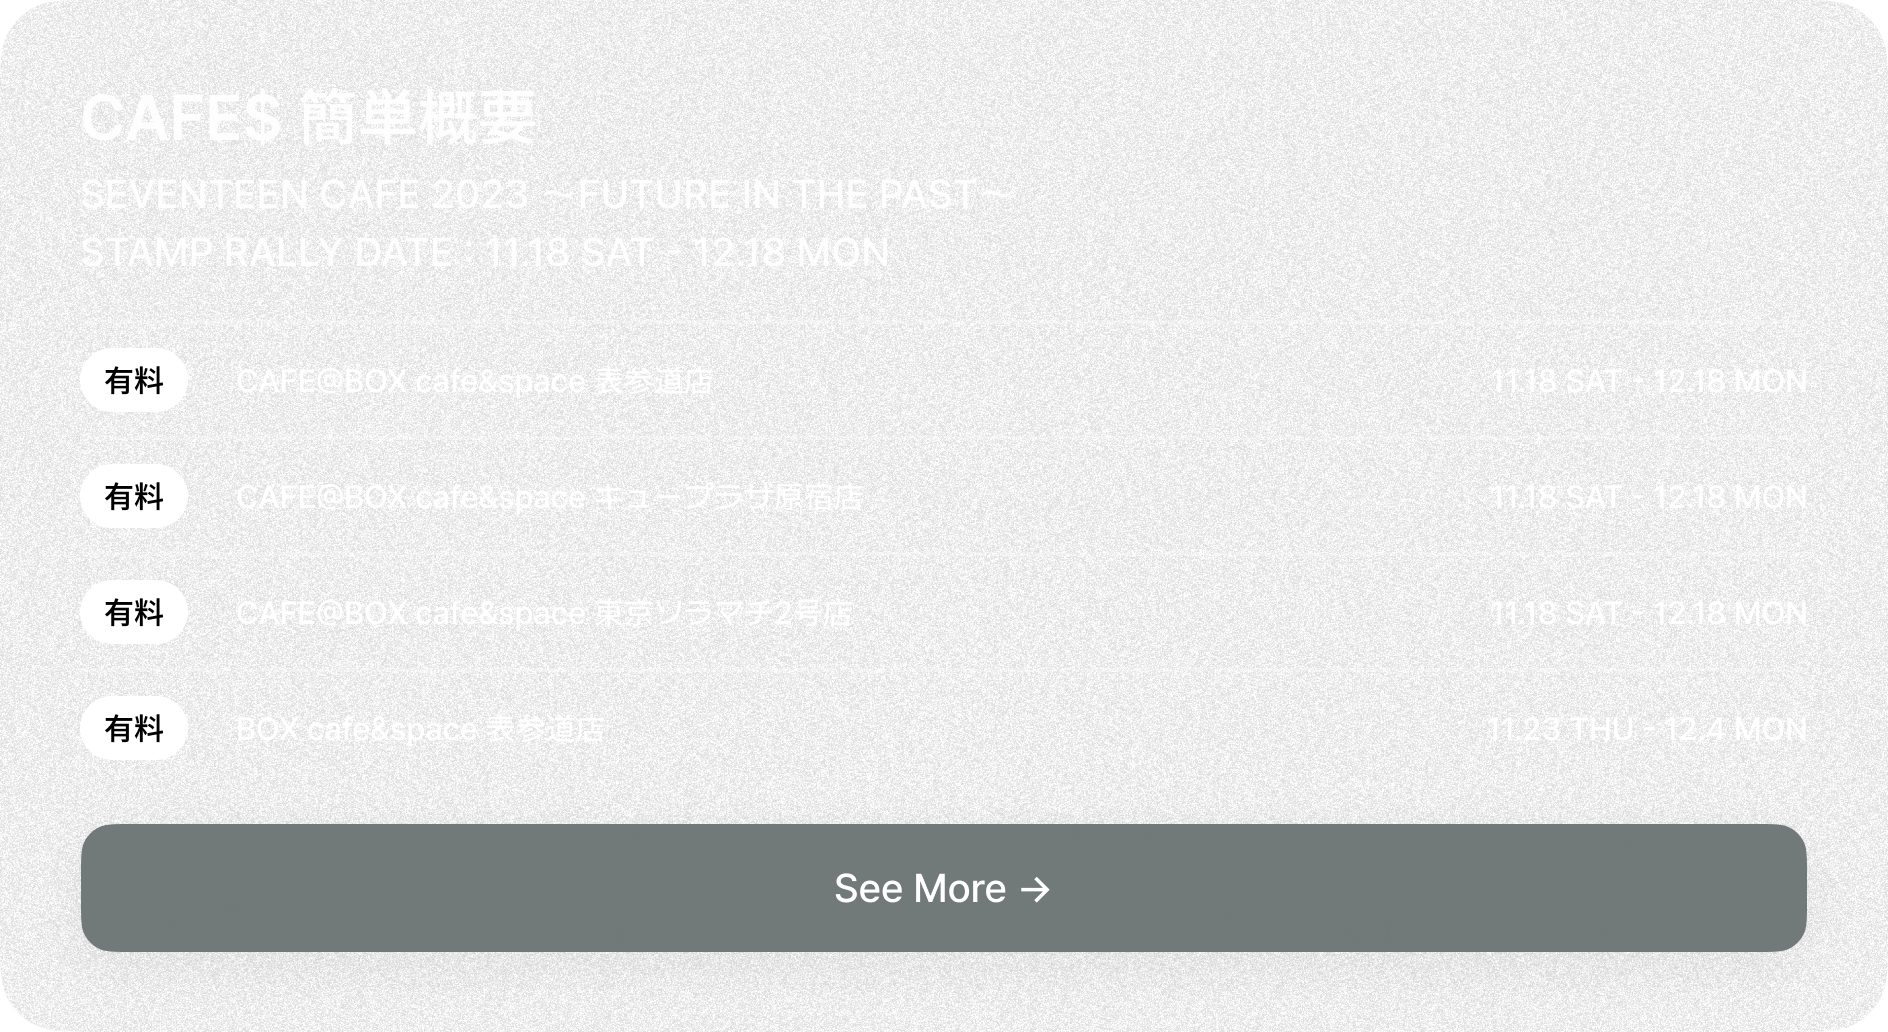 CAFES 簡単概要
SEVENTEEN CAFE 2023 〜FUTURE IN THE PAST〜
STAMP RALLY DATE : 11.18 SAT - 12.18 MON
有料 CAFE@BOX cafe&space 表参道店 11.18 SAT - 12.18 MON
有料 CAFE@BOX cafe&space キュープラザ原宿店 11.18 SAT - 12.18 MON
有料 CAFE@BOX cafe&space 東京ソラマチ2号店 11.18 SAT - 12.18 MON
有料 BOX cafe&space 表参道店 11.23 THU - 12.4 MON
See More →